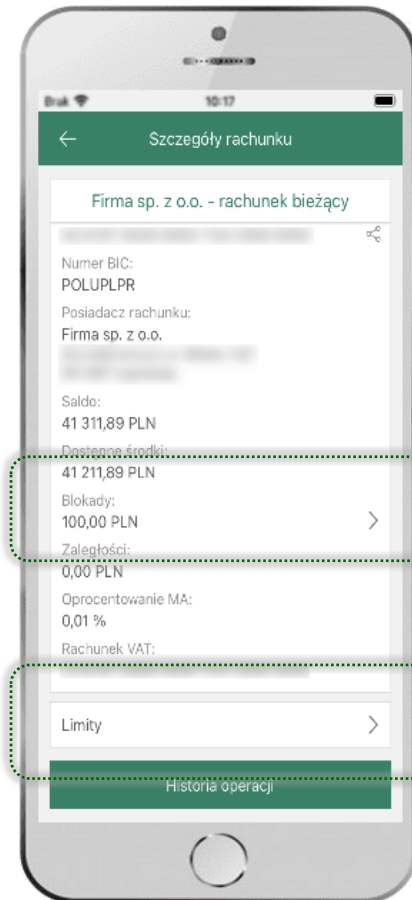 Brak 10:17
Szczegóły rachunku
Firma sp. z o.o. - rachunek bieżący
Numer BIC:
POLUPLPR
Posiadacz rachunku:
Firma sp. z o.o.
Saldo:
41 311,89 PLN
Dostępne środki:
41 211,89 PLN
Blokady:
100,00 PLN
Zaległości:
0,00 PLN
Oprocentowanie MA:
0,01 %
Rachunek VAT:
Limity
Historia operacji